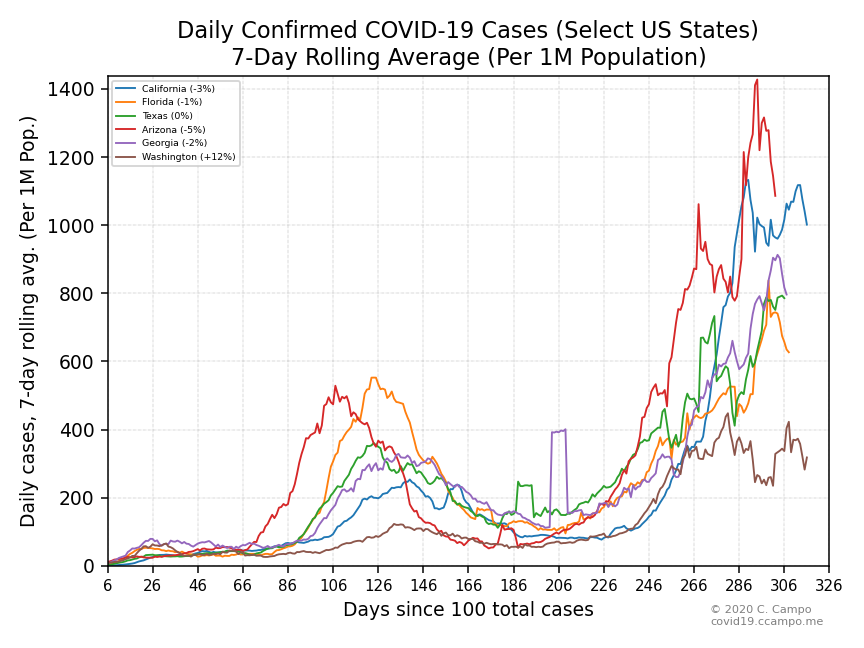 Daily Confirmed COVID-19 Cases (Select US States)
7-Day Rolling Average (Per 1M Population)
Daily cases, 7-day rolling avg. (Per 1M Pop.)
1400
1200
1000
800
600
400
200
0
California (-3%)
Florida (-1%)
Texas (0%)
Arizona (-5%)
Georgia (-2%)
Washington (+12%)
6 26 46 66 86 106 126 146 166 186 206 226 246 266 286 306 326
Days since 100 total cases
© 2020 C. Campo
covid19.ccampo.me